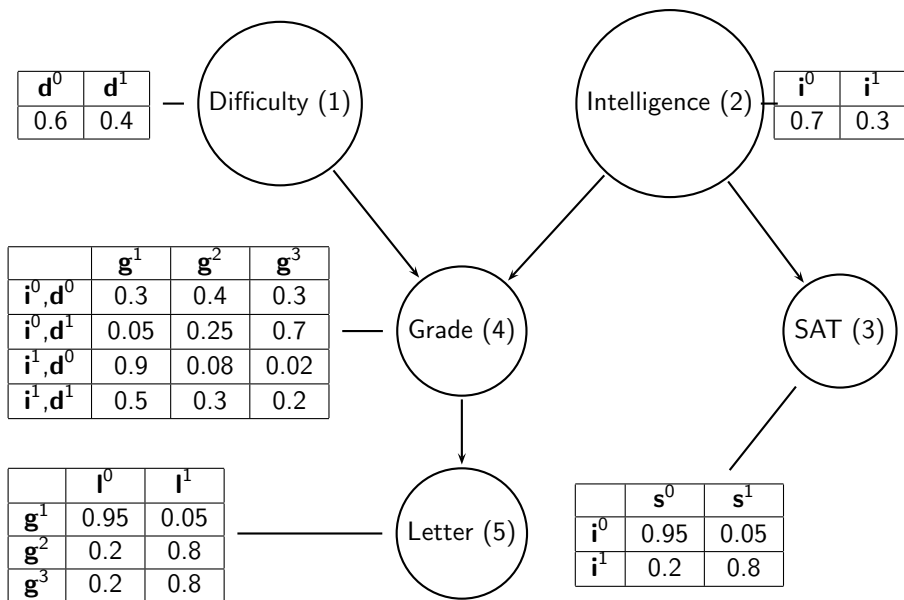 d⁰ d¹
0.6 0.4
Difficulty (1)
Intelligence (2)
i⁰ i¹
0.7 0.3
g¹ g² g³
i⁰,d⁰ 0.3 0.4 0.3
i⁰,d¹ 0.05 0.25 0.7
i¹,d⁰ 0.9 0.08 0.02
i¹,d¹ 0.5 0.3 0.2
Grade (4)
SAT (3)
l⁰ l¹
g¹ 0.95 0.05
g² 0.2 0.8
g³ 0.2 0.8
Letter (5)
s⁰ s¹
i⁰ 0.95 0.05
i¹ 0.2 0.8